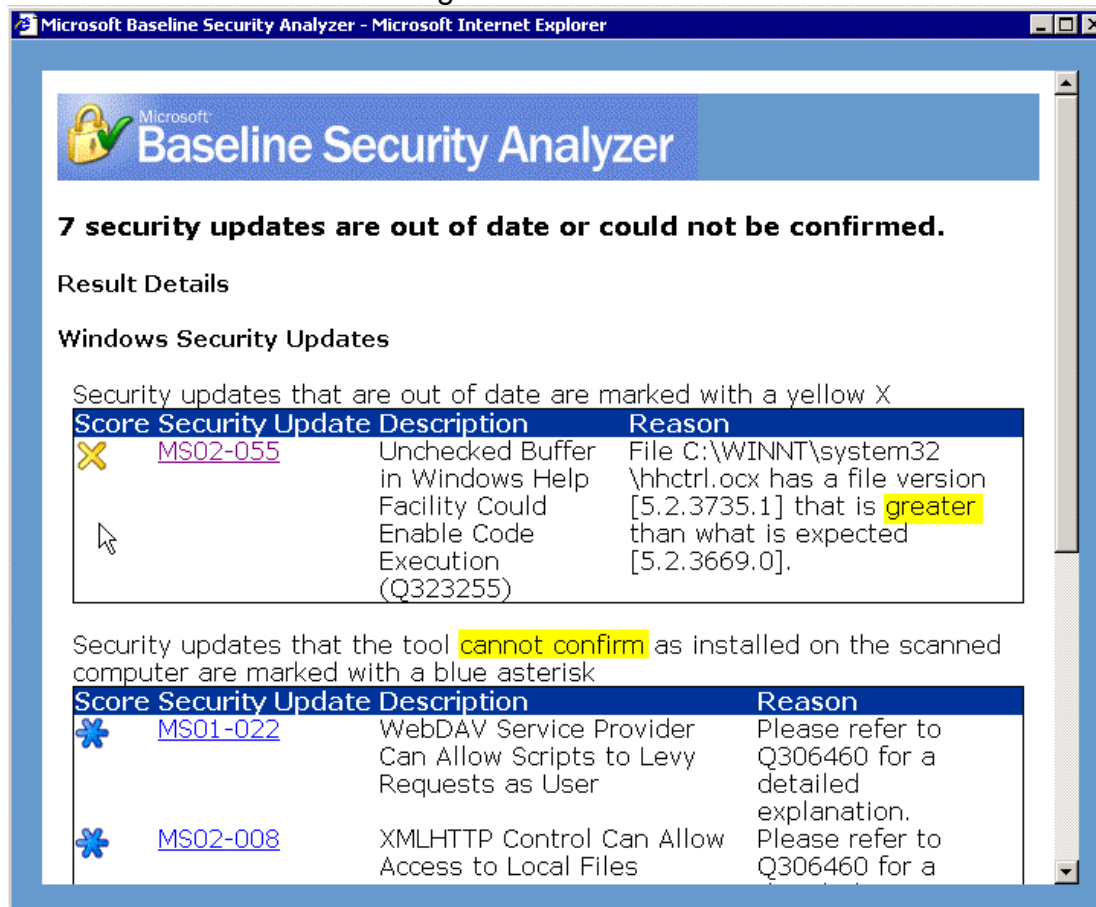 Microsoft Baseline Security Analyzer - Microsoft Internet Explorer
Microsoft
Baseline Security Analyzer
7 security updates are out of date or could not be confirmed.
Result Details
Windows Security Updates
Security updates that are out of date are marked with a yellow X
Score Security Update Description Reason
MS02-055 Unchecked Buffer File C:\WINNT\system32
in Windows Help \hhctrl.ocx has a file version
Facility Could [5.2.3735.1] that is greater
Enable Code than what is expected
Execution [5.2.3669.0].
(Q323255)
Security updates that the tool cannot confirm as installed on the scanned
computer are marked with a blue asterisk
Score Security Update Description Reason
MS01-022 WebDAV Service Provider Please refer to
Can Allow Scripts to Levy Q306460 for a
Requests as User detailed
explanation.
MS02-008 XMLHTTP Control Can Allow Please refer to
Access to Local Files Q306460 for a